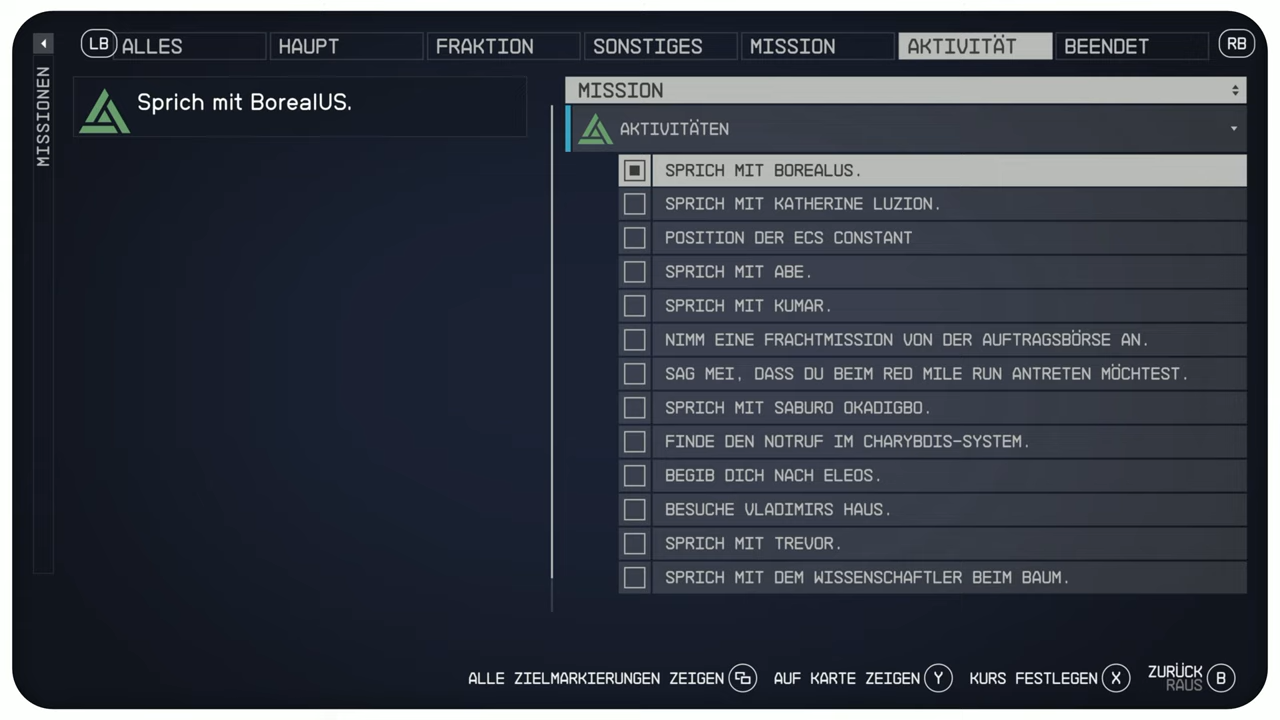 LB ALLES HAUPT FRAKTION SONSTIGES MISSION AKTIVITÄT BEENDET RB
MISSIONEN
Sprich mit BorealUS.
MISSION
AKTIVITÄTEN
SPRICH MIT BOREALUS.
SPRICH MIT KATHERINE LUZION.
POSITION DER ECS CONSTANT
SPRICH MIT ABE.
SPRICH MIT KUMAR.
NIMM EINE FRACHTMISSION VON DER AUFTRAGSBÖRSE AN.
SAG MEI, DASS DU BEIM RED MILE RUN ANTRETEN MÖCHTEST.
SPRICH MIT SABURO OKADIGBO.
FINDE DEN NOTRUF IM CHARYBDIS-SYSTEM.
BEGIB DICH NACH ELEOS.
BESUCHE VLADIMIRS HAUS.
SPRICH MIT TREVOR.
SPRICH MIT DEM WISSENSCHAFTLER BEIM BAUM.
ALLE ZIELMARKIERUNGEN ZEIGEN AUF KARTE ZEIGEN Y KURS FESTLEGEN X ZURÜCK B
RAUS